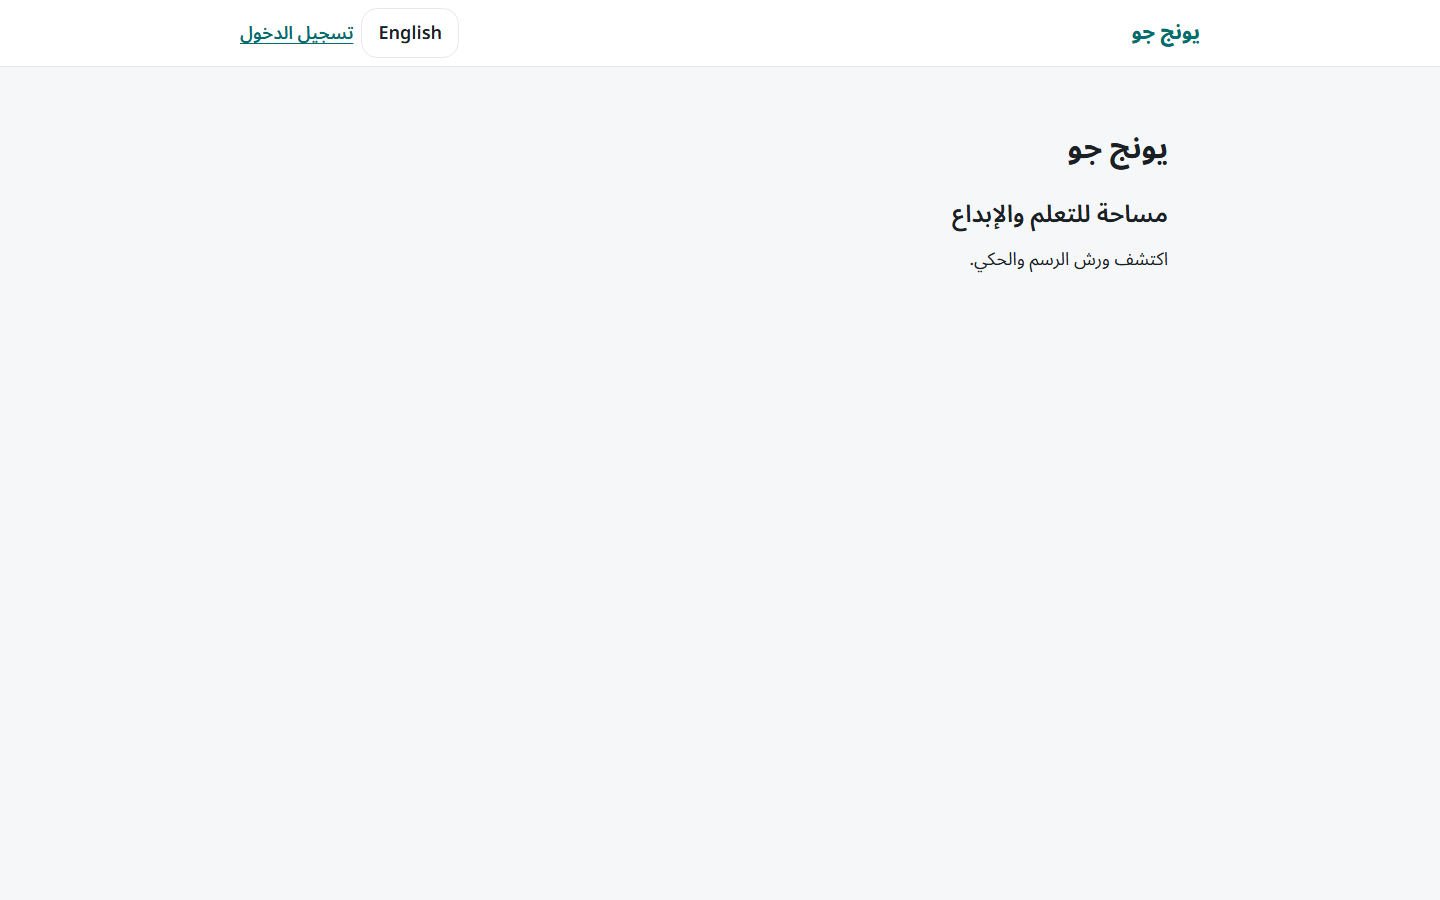 يونج جو
English
تسجيل الدخول
يونج جو
مساحة للتعلم والإبداع
اكتشف ورش الرسم والحكي.